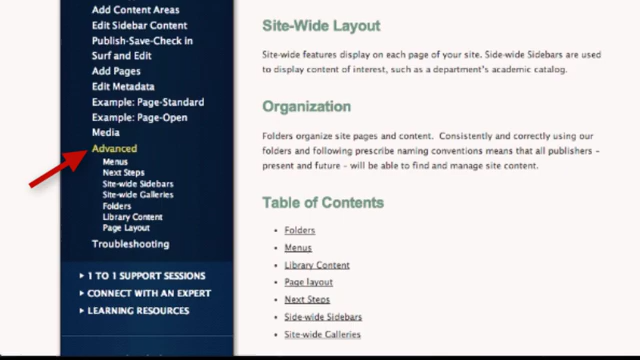 Add Content Areas
Edit Sidebar Content
Publish-Save-Check in
Surf and Edit
Add Pages
Edit Metadata
Example: Page-Standard
Example: Page-Open
Media
Advanced
Menus
Next Steps
Site-wide Sidebars
Site-wide Galleries
Folders
Library Content
Page Layout
Troubleshooting
1 TO 1 SUPPORT SESSIONS
CONNECT WITH AN EXPERT
LEARNING RESOURCES
Site-Wide Layout
Site-wide features display on each page of your site. Side-wide Sidebars are used
to display content of interest, such as a department's academic catalog.
Organization
Folders organize site pages and content. Consistently and correctly using our
folders and following prescribe naming conventions means that all publishers -
present and future - will be able to find and manage site content.
Table of Contents
Folders
Menus
Library Content
Page layout
Next Steps
Side-wide Sidebars
Site-wide Galleries